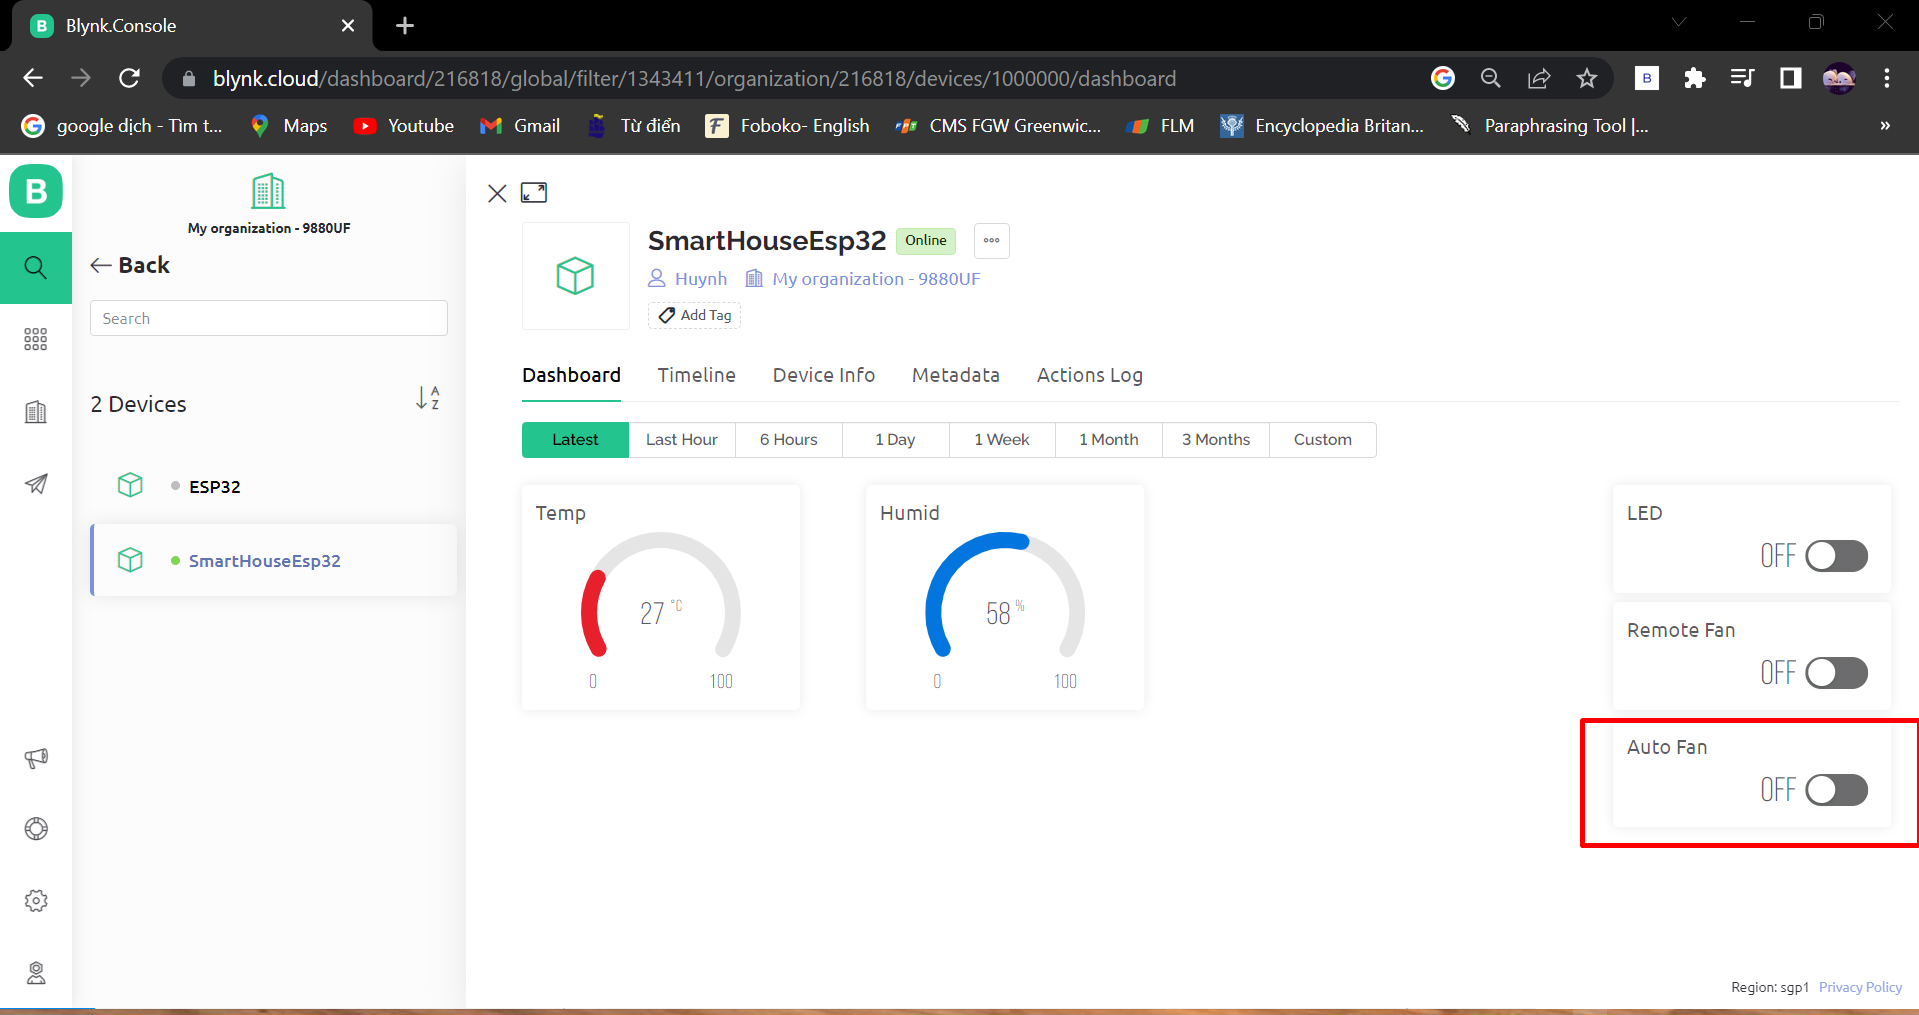 B Blynk.Console
blynk.cloud/dashboard/216818/global/filter/1343411/organization/216818/devices/1000000/dashboard
G B
google dịch - Tìm t... Maps Youtube Gmail Từ điển Foboko- English CMS FGW Greenwic... FLM Encyclopedia Britan... Paraphrasing Tool |... »
B
My organization - 9880UF
Back
Search
2 Devices
A
Z
ESP32
SmartHouseEsp32
SmartHouseEsp32 Online
Huynh My organization - 9880UF
Add Tag
Dashboard Timeline Device Info Metadata Actions Log
Latest Last Hour 6 Hours 1 Day 1 Week 1 Month 3 Months Custom
Temp
27 °C
0 100
Humid
58 %
0 100
LED
OFF
Remote Fan
OFF
Auto Fan
OFF
Region: sgp1 Privacy Policy